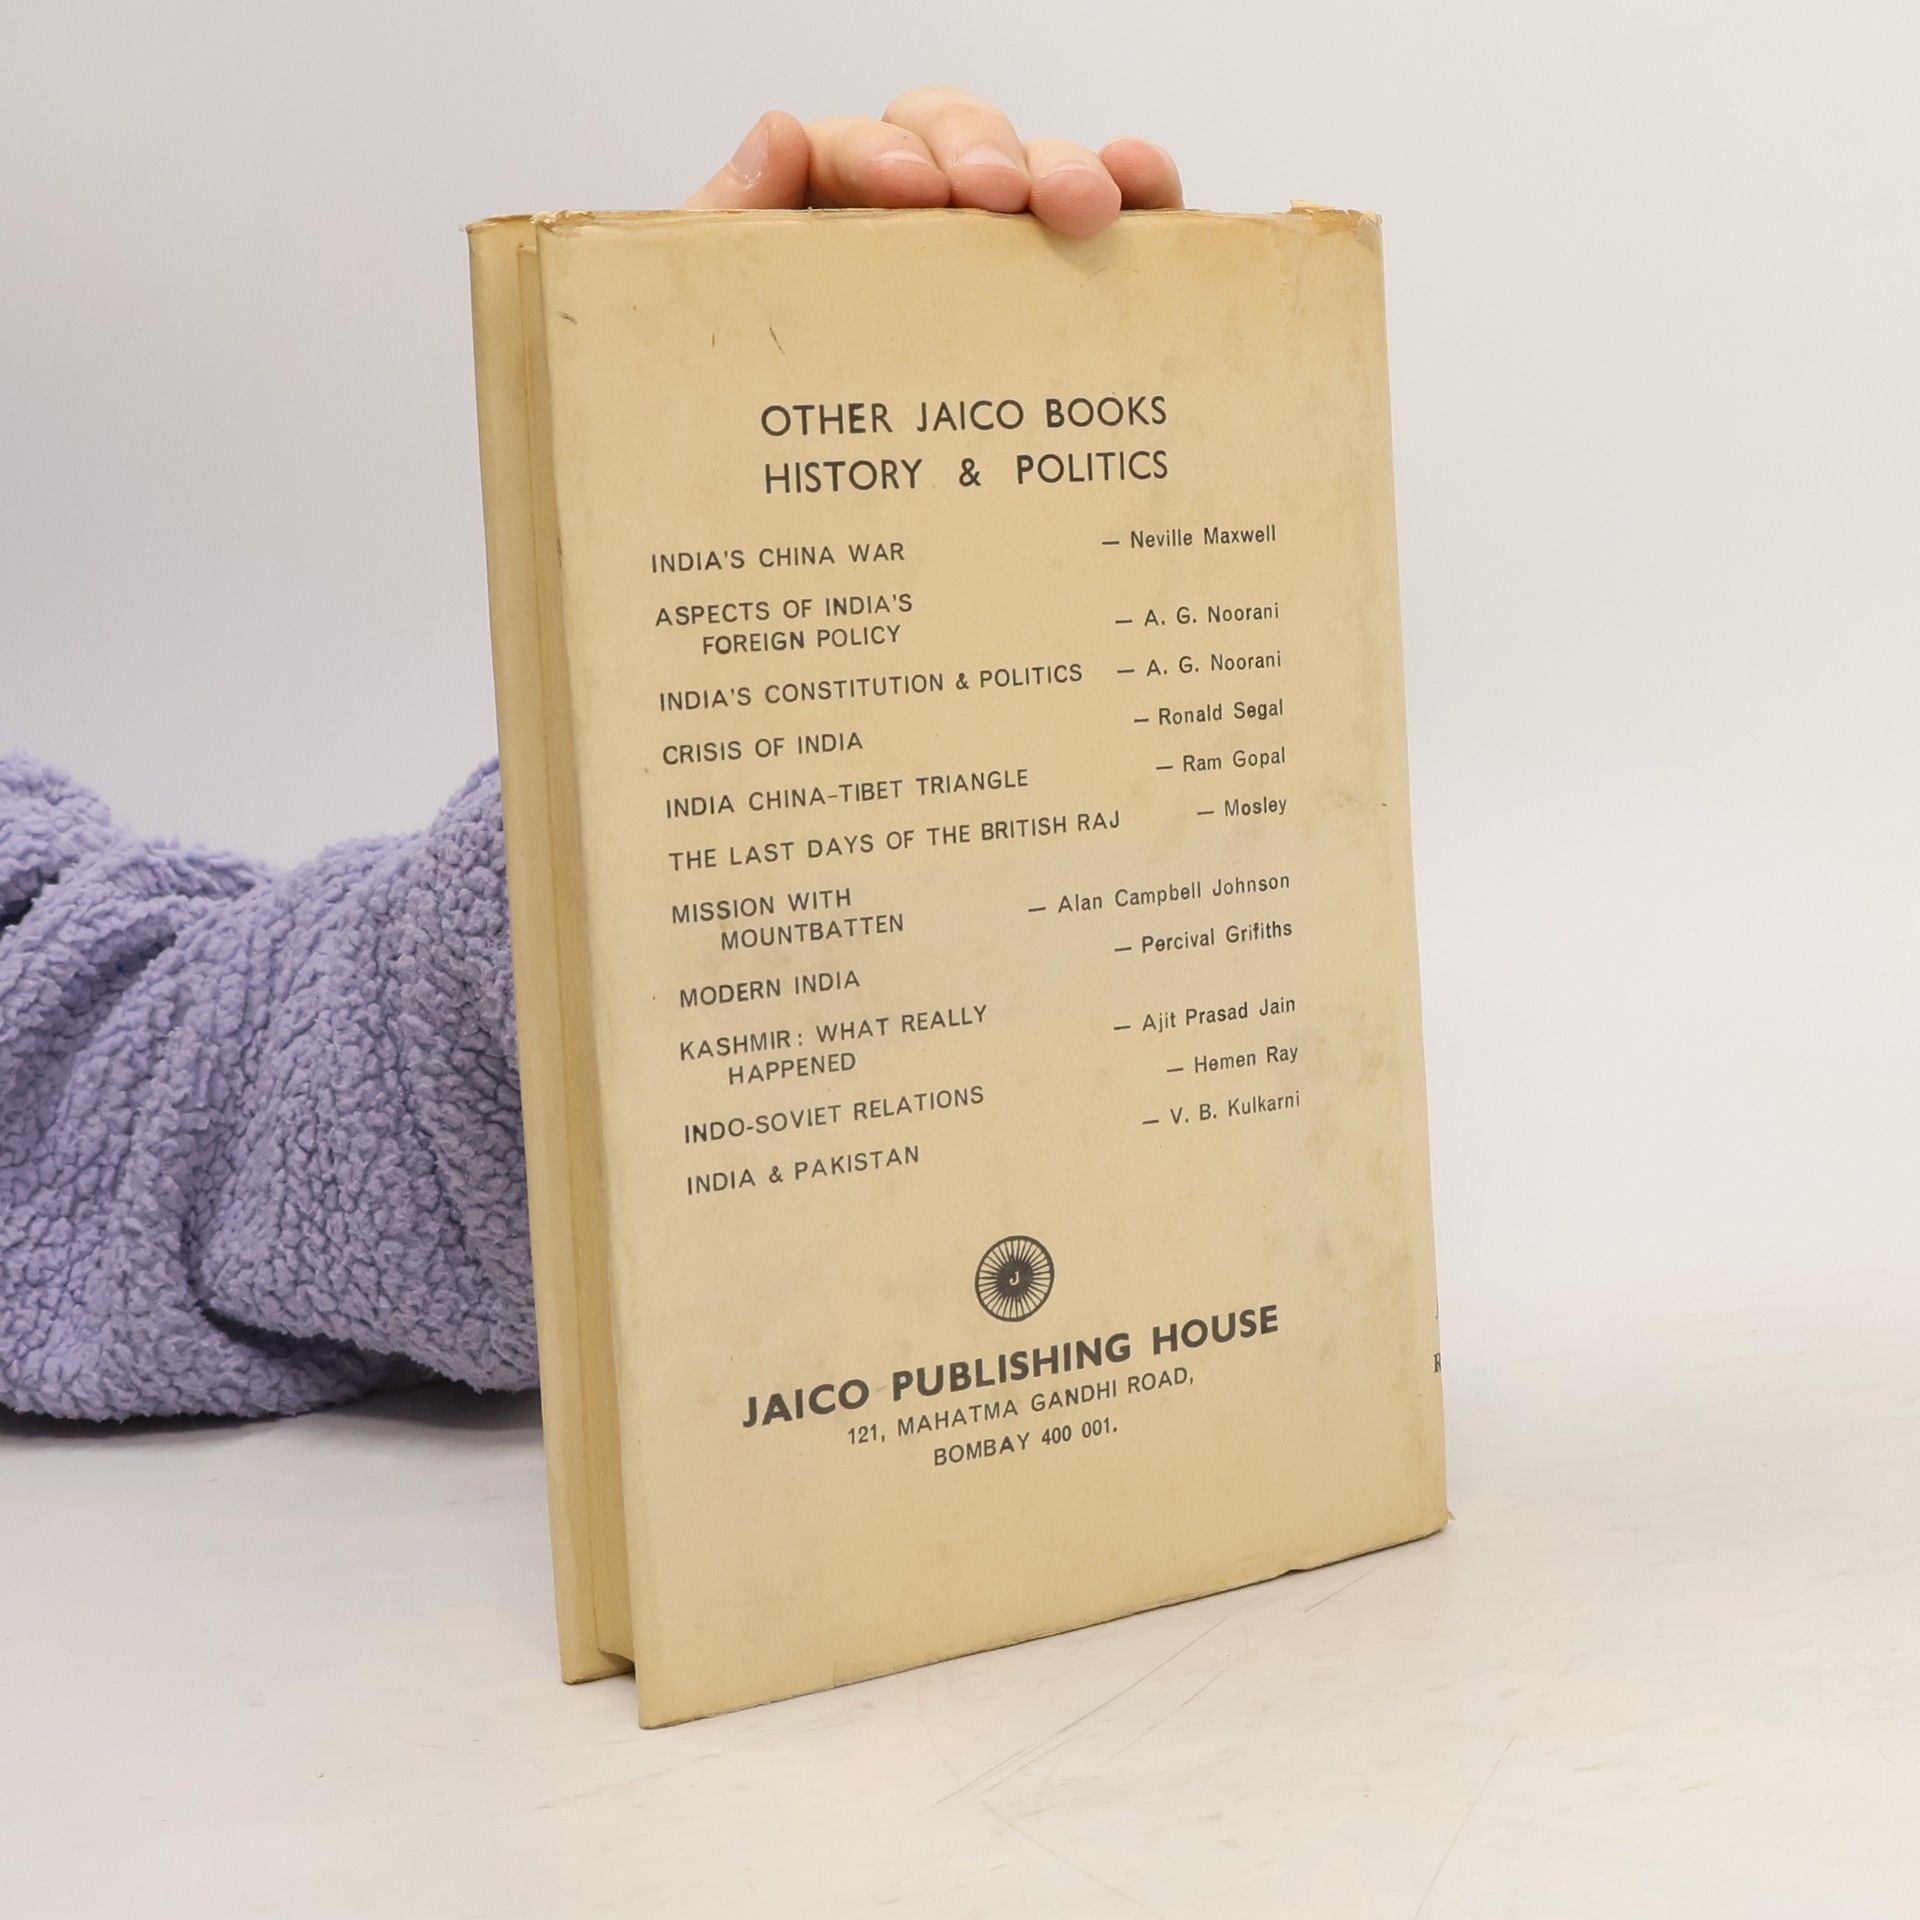 OTHER JAICO BOOKS
HISTORY & POLITICS
INDIA'S CHINA WAR — Neville Maxwell
ASPECTS OF INDIA'S
FOREIGN POLICY — A. G. Noorani
INDIA'S CONSTITUTION & POLITICS — A. G. Noorani
CRISIS OF INDIA — Ronald Segal
INDIA CHINA-TIBET TRIANGLE — Ram Gopal
THE LAST DAYS OF THE BRITISH RAJ — Mosley
MISSION WITH
MOUNTBATTEN — Alan Campbell Johnson
MODERN INDIA — Percival Grifiths
KASHMIR: WHAT REALLY
HAPPENED — Ajit Prasad Jain
INDO-SOVIET RELATIONS — Hemen Ray
INDIA & PAKISTAN — V. B. Kulkarni
J
JAICO PUBLISHING HOUSE
121, MAHATMA GANDHI ROAD,
BOMBAY 400 001.